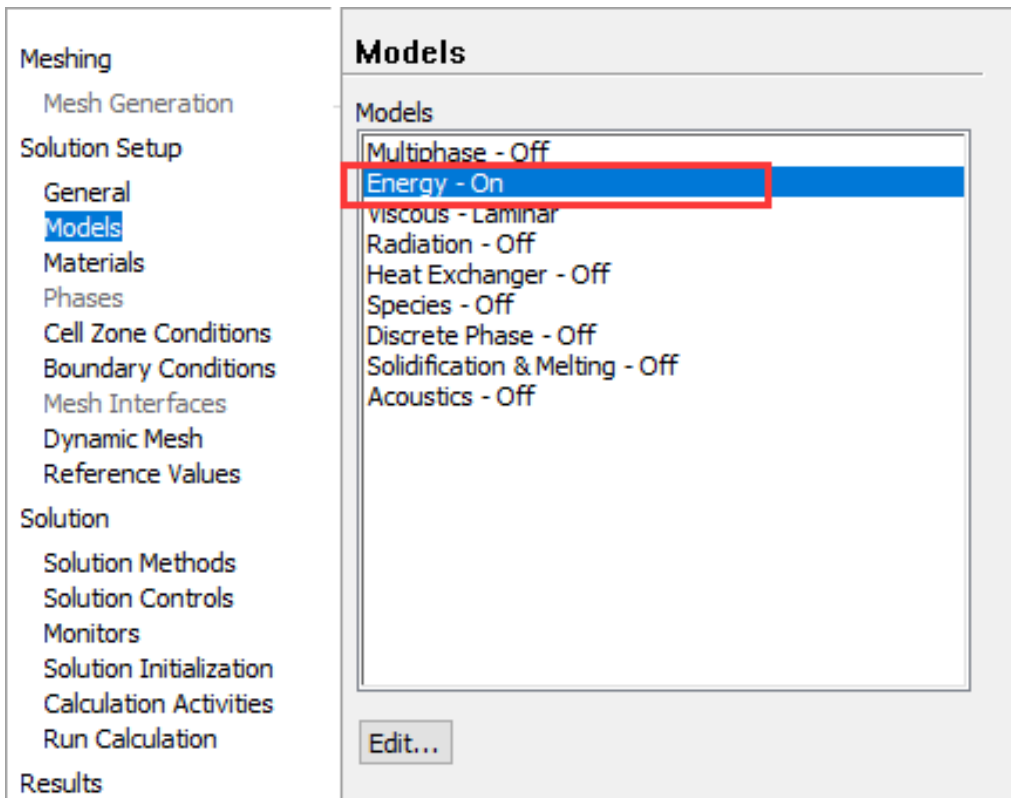 Meshing
Mesh Generation
Solution Setup
General
Models
Materials
Phases
Cell Zone Conditions
Boundary Conditions
Mesh Interfaces
Dynamic Mesh
Reference Values
Solution
Solution Methods
Solution Controls
Monitors
Solution Initialization
Calculation Activities
Run Calculation
Results
Models
Models
Multiphase - Off
Energy - On
Viscous - Laminar
Radiation - Off
Heat Exchanger - Off
Species - Off
Discrete Phase - Off
Solidification & Melting - Off
Acoustics - Off
Edit...